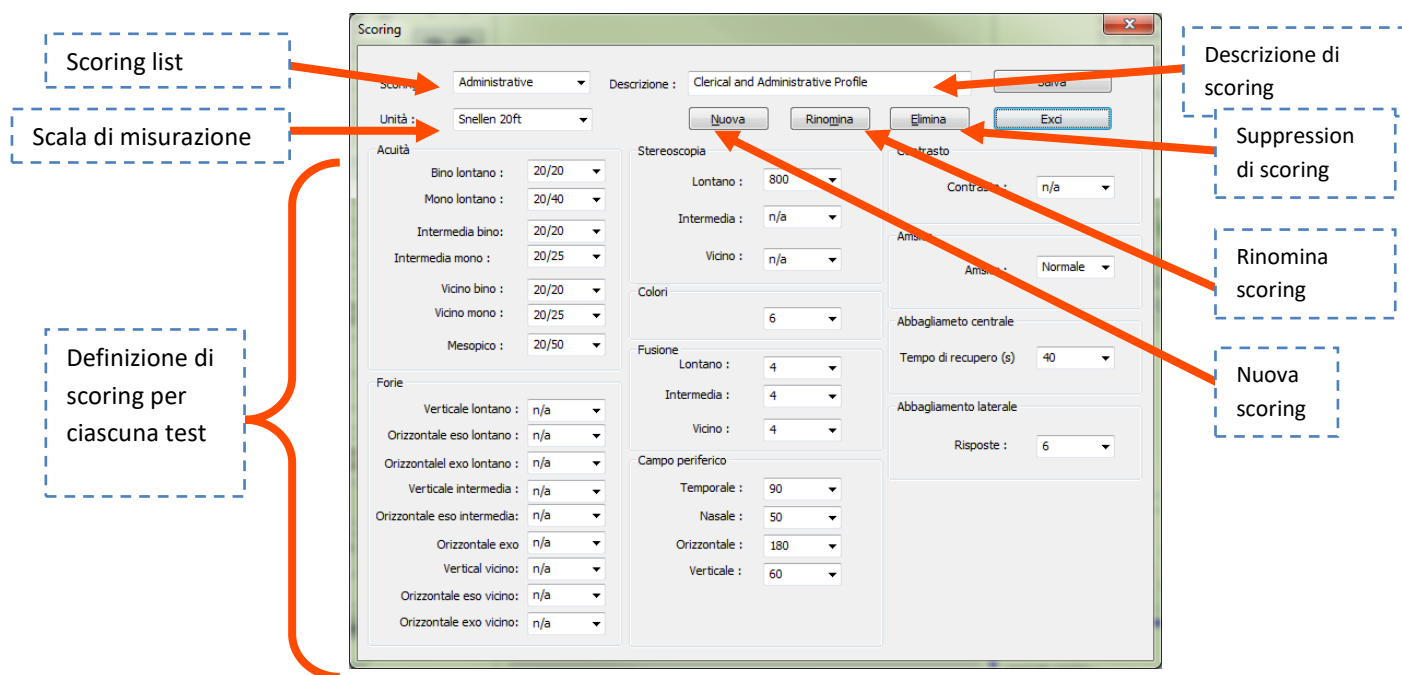 Scoring
Scoring list
Scala di misurazione
Definizione di
scoring per
ciascuna test
Administrative
Descrizione :
Clerical and Administrative Profile
Unità :
Snellen 20ft
Nuova
Rinomina
Elimina
Exci
Acuità
Bino lontano : 20/20
Mono lontano : 20/40
Intermedia bino: 20/20
Intermedia mono : 20/25
Vicino bino : 20/20
Vicino mono : 20/25
Mesopico : 20/50
Forie
Verticale lontano : n/a
Orizzontale eso lontano : n/a
Orizzontalel exo lontano : n/a
Verticale intermedia : n/a
Orizzontale eso intermedia: n/a
Orizzontale exo n/a
Vertical vicino: n/a
Orizzontale eso vicino: n/a
Orizzontale exo vicino: n/a
Stereoscopia
Lontano : 800
Intermedia : n/a
Vicino : n/a
Colori
6
Fusione
Lontano : 4
Intermedia : 4
Vicino : 4
Campo periferico
Temporale : 90
Nasale : 50
Orizzontale : 180
Verticale : 60
Contrasto
Contrasto : n/a
Normale
Abbagliameto centrale
Tempo di recupero (s) 40
Abbagliamento laterale
Risposte : 6
Descrizione di
scoring
Suppression
di scoring
Rinomina
scoring
Nuova
scoring